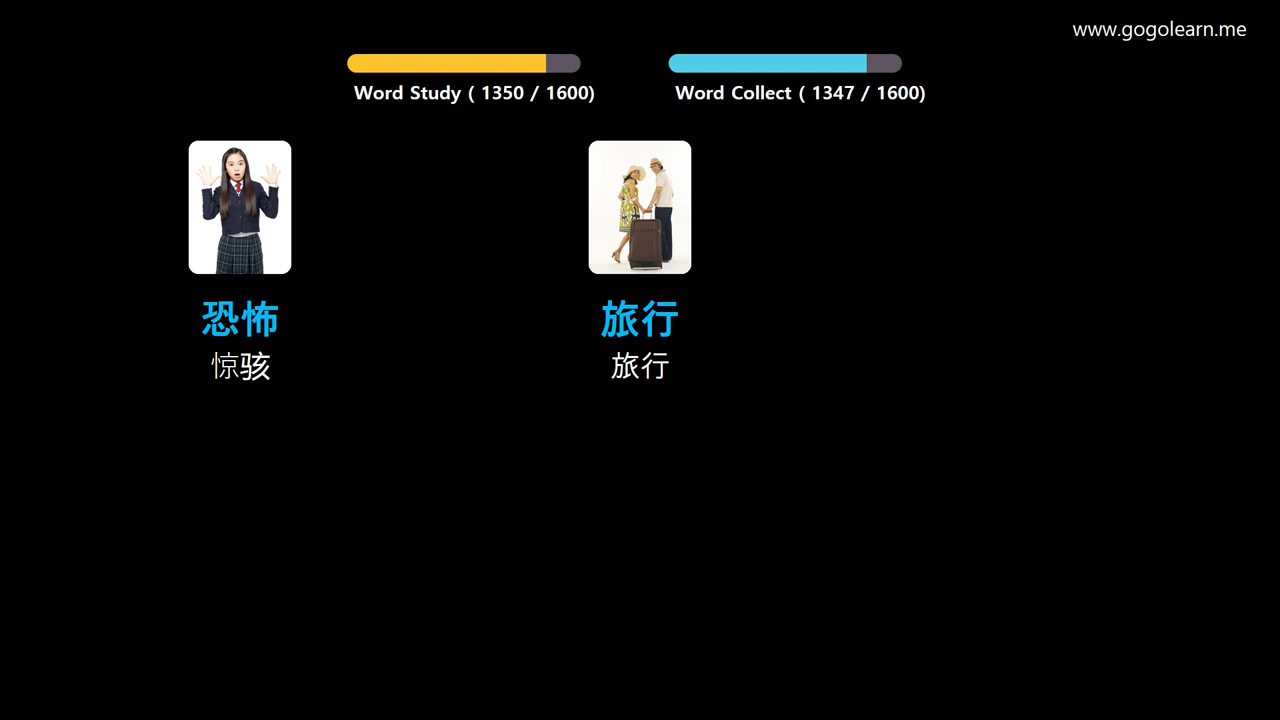 www.gogolearn.me
Word Study ( 1350 / 1600)
Word Collect ( 1347 / 1600)
恐怖
旅行
惊骇
旅行